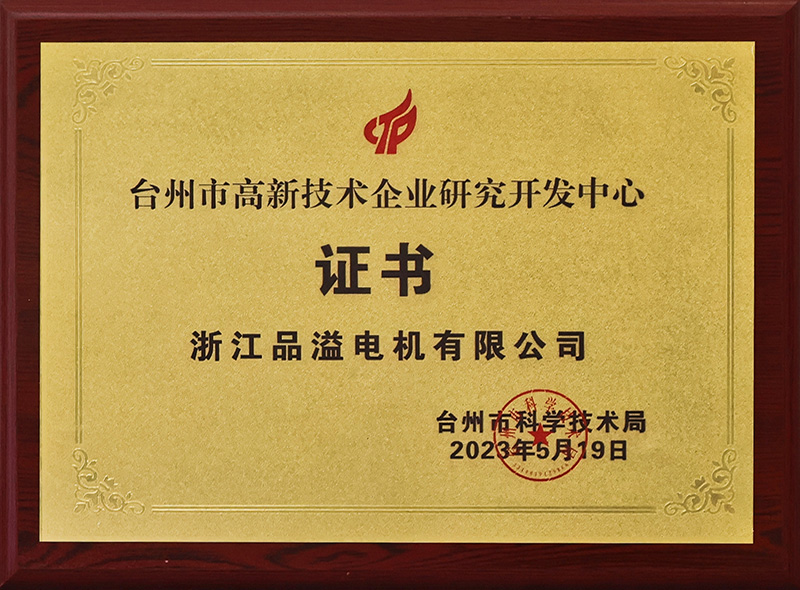 台州市高新技术企业研究开发中心
证书
浙江品溢电机有限公司
台州市科学技术局
2023年5月19日